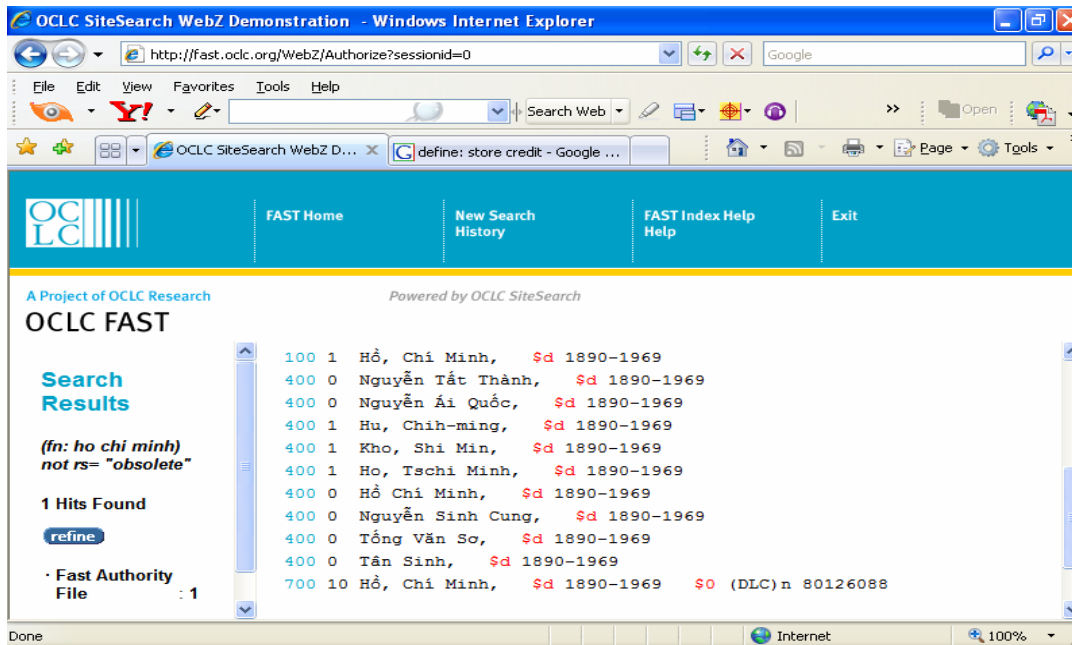 OCLC SiteSearch WebZ Demonstration - Windows Internet Explorer
http://fast.oclc.org/WebZ/Authorize?sessionid=0
Google
File Edit View Favorites Tools Help
Y! Search Web » Open
OCLC SiteSearch WebZ D... X G define: store credit - Google ... Page Tools
OC
LC
FAST Home
New Search
History
FAST Index Help
Help
Exit
A Project of OCLC Research
Powered by OCLC SiteSearch
OCLC FAST
Search
Results
(fn: ho chi minh)
not rs= "obsolete"
1 Hits Found
refine
· Fast Authority
File : 1
100 1 Hồ, Chí Minh, $d 1890-1969
400 0 Nguyễn Tất Thành, $d 1890-1969
400 0 Nguyễn Ái Quốc, $d 1890-1969
400 1 Hu, Chih-ming, $d 1890-1969
400 1 Kho, Shi Min, $d 1890-1969
400 1 Ho, Tschi Minh, $d 1890-1969
400 0 Hồ Chí Minh, $d 1890-1969
400 0 Nguyễn Sinh Cung, $d 1890-1969
400 0 Tống Văn Sơ, $d 1890-1969
400 0 Tân Sinh, $d 1890-1969
700 10 Hồ, Chí Minh, $d 1890-1969 $0 (DLC)n 80126088
Done
Internet
100%